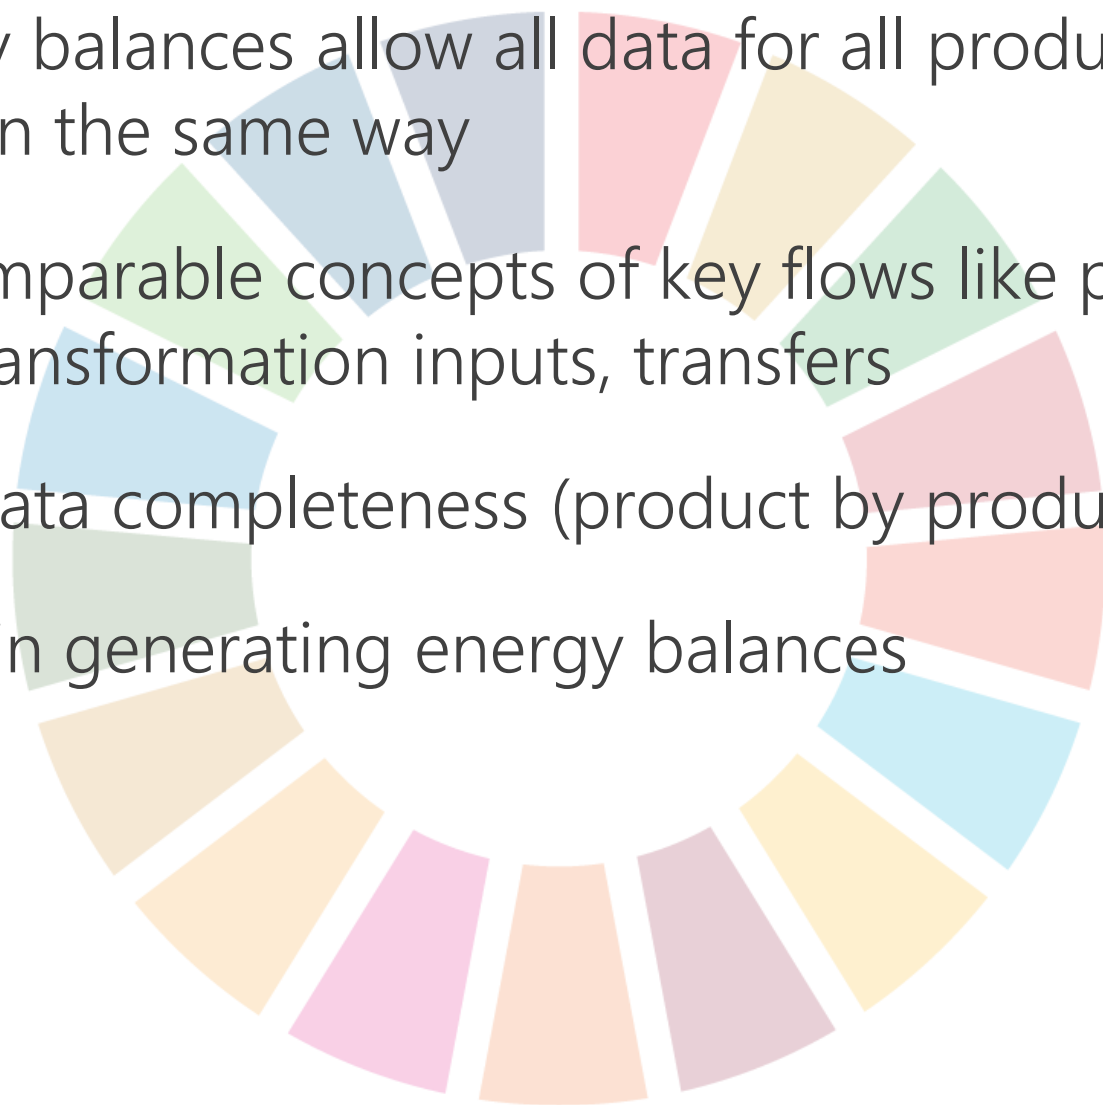 y balances allow all data for all produ
n the same way
mparable concepts of key flows like p
ansformation inputs, transfers
ata completeness (product by produ
in generating energy balances